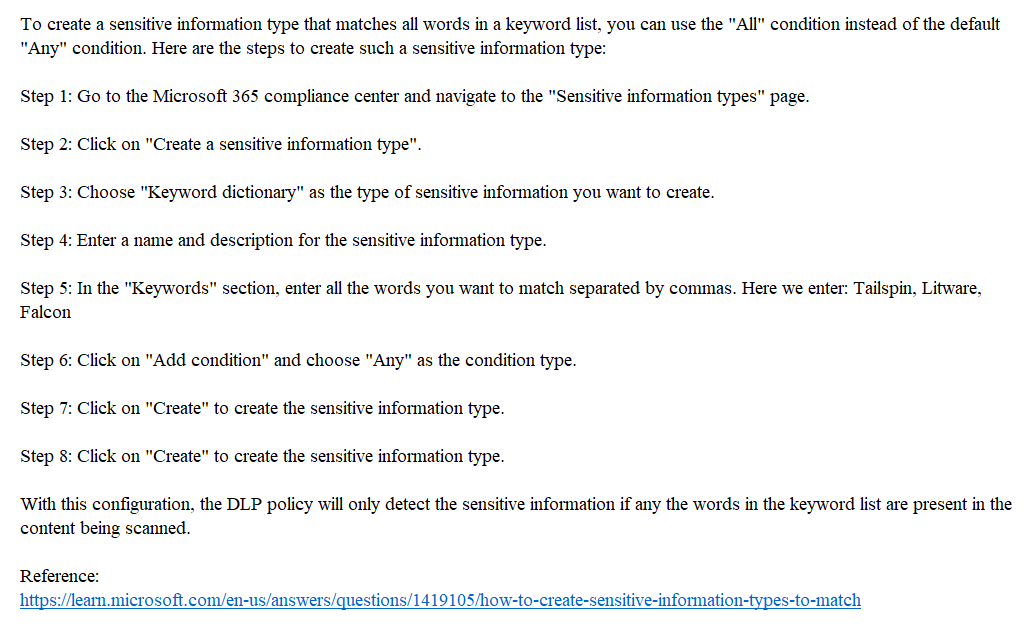 To create a sensitive information type that matches all words in a keyword list, you can use the "All" condition instead of the default
"Any" condition. Here are the steps to create such a sensitive information type:
Step 1: Go to the Microsoft 365 compliance center and navigate to the "Sensitive information types" page.
Step 2: Click on "Create a sensitive information type".
Step 3: Choose "Keyword dictionary" as the type of sensitive information you want to create.
Step 4: Enter a name and description for the sensitive information type.
Step 5: In the "Keywords" section, enter all the words you want to match separated by commas. Here we enter: Tailspin, Litware,
Falcon
Step 6: Click on "Add condition" and choose "Any" as the condition type.
Step 7: Click on "Create" to create the sensitive information type.
Step 8: Click on "Create" to create the sensitive information type.
With this configuration, the DLP policy will only detect the sensitive information if any the words in the keyword list are present in the
content being scanned.
Reference:
https://learn.microsoft.com/en-us/answers/questions/1419105/how-to-create-sensitive-information-types-to-match